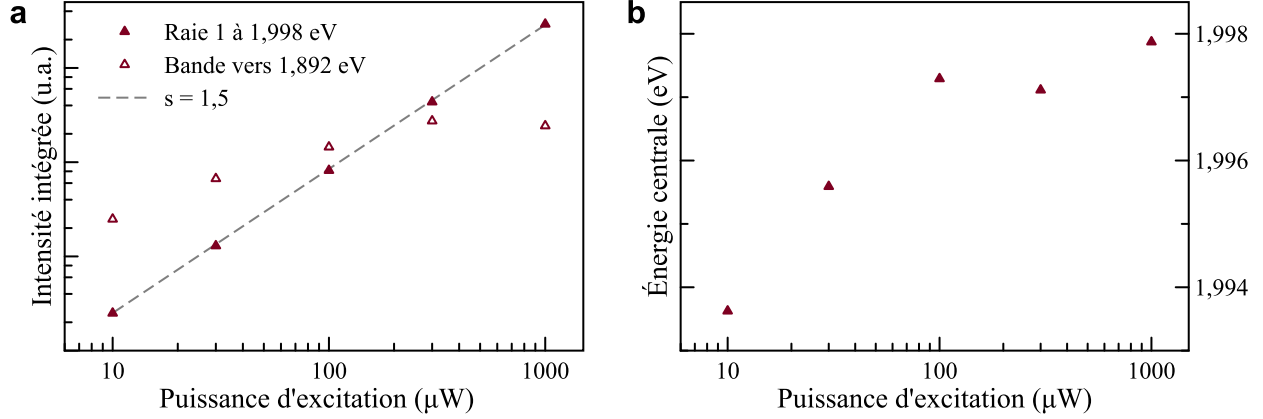 a
Raie 1 à 1,998 eV
Bande vers 1,892 eV
s = 1,5
Intensité intégrée (u.a.)
10
100
1000
Puissance d'excitation (μW)
b
Énergie centrale (eV)
1,998
1,996
1,994
10
100
1000
Puissance d'excitation (μW)